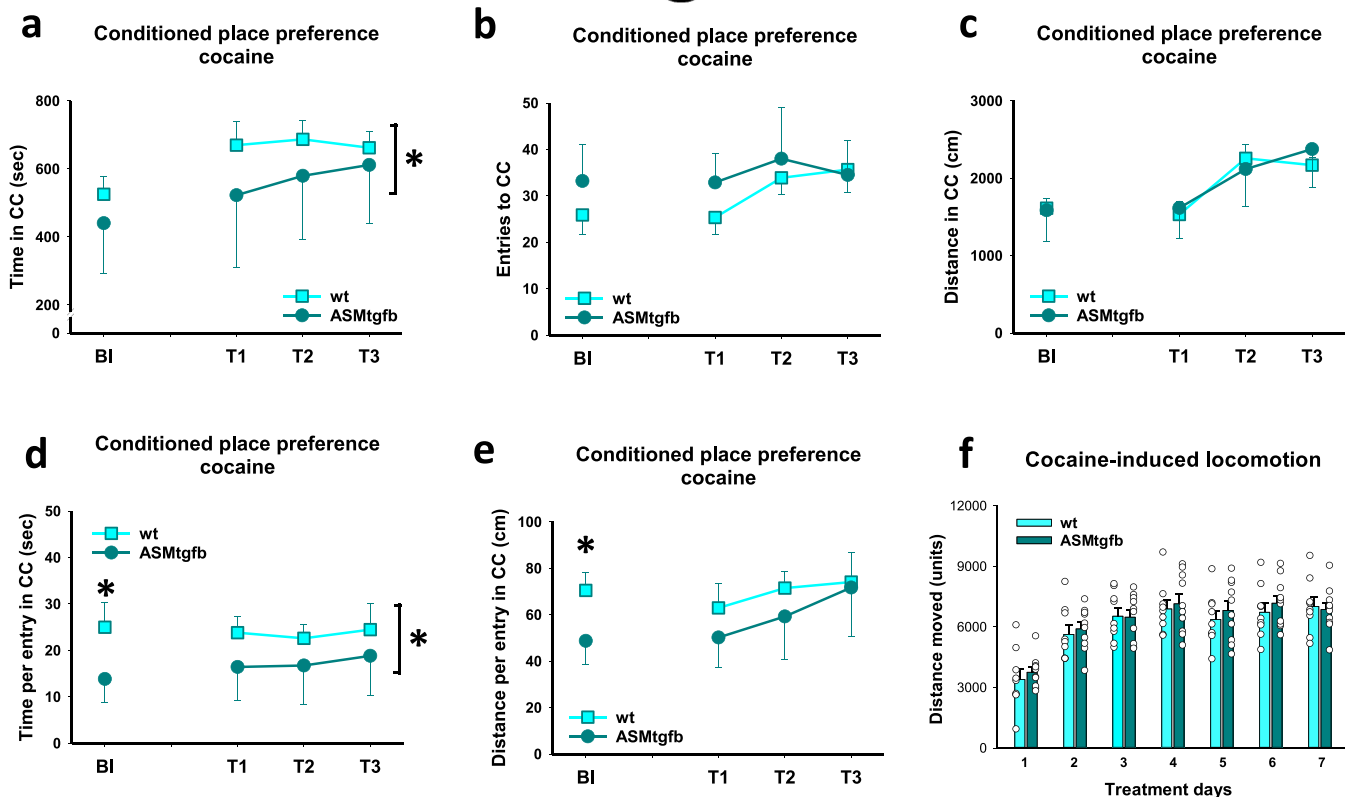 a
Conditioned place preference
cocaine
Time in CC (sec)
800
600
400
200
0
wt
ASMtgfb
*
BI
T1
T2
T3
b
Conditioned place preference
cocaine
Entries to CC
50
40
30
20
10
0
wt
ASMtgfb
BI
T1
T2
T3
c
Conditioned place preference
cocaine
Distance in CC (cm)
3000
2000
1000
0
wt
ASMtgfb
BI
T1
T2
T3
d
Conditioned place preference
cocaine
Time per entry in CC (sec)
50
40
30
20
10
0
wt
ASMtgfb
*
*
BI
T1
T2
T3
e
Conditioned place preference
cocaine
Distance per entry in CC (cm)
100
80
60
40
20
0
*
wt
ASMtgfb
BI
T1
T2
T3
f
Cocaine-induced locomotion
Distance moved (units)
12000
9000
6000
3000
0
wt
ASMtgfb
1 2 3 4 5 6 7
Treatment days